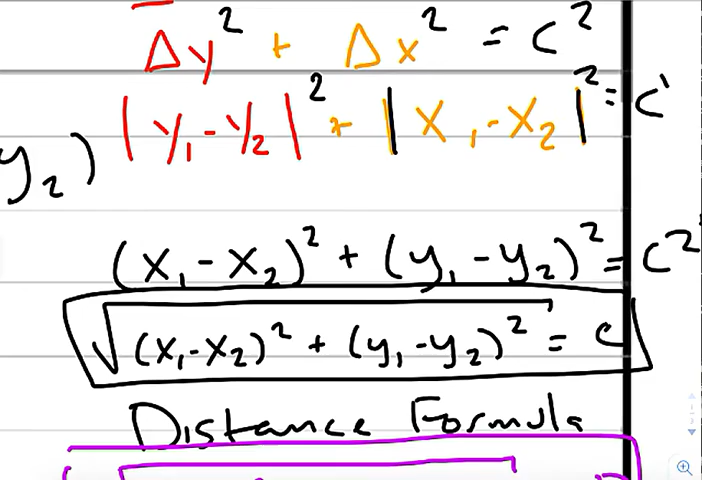 Δy² + Δx² = c²
|y₁-y₂|² + |x₁-x₂|² = c'
y₂)
(x₁-x₂)² + (y₁-y₂)² = c²
√(x₁-x₂)² + (y₁-y₂)² = c
Distance Formula